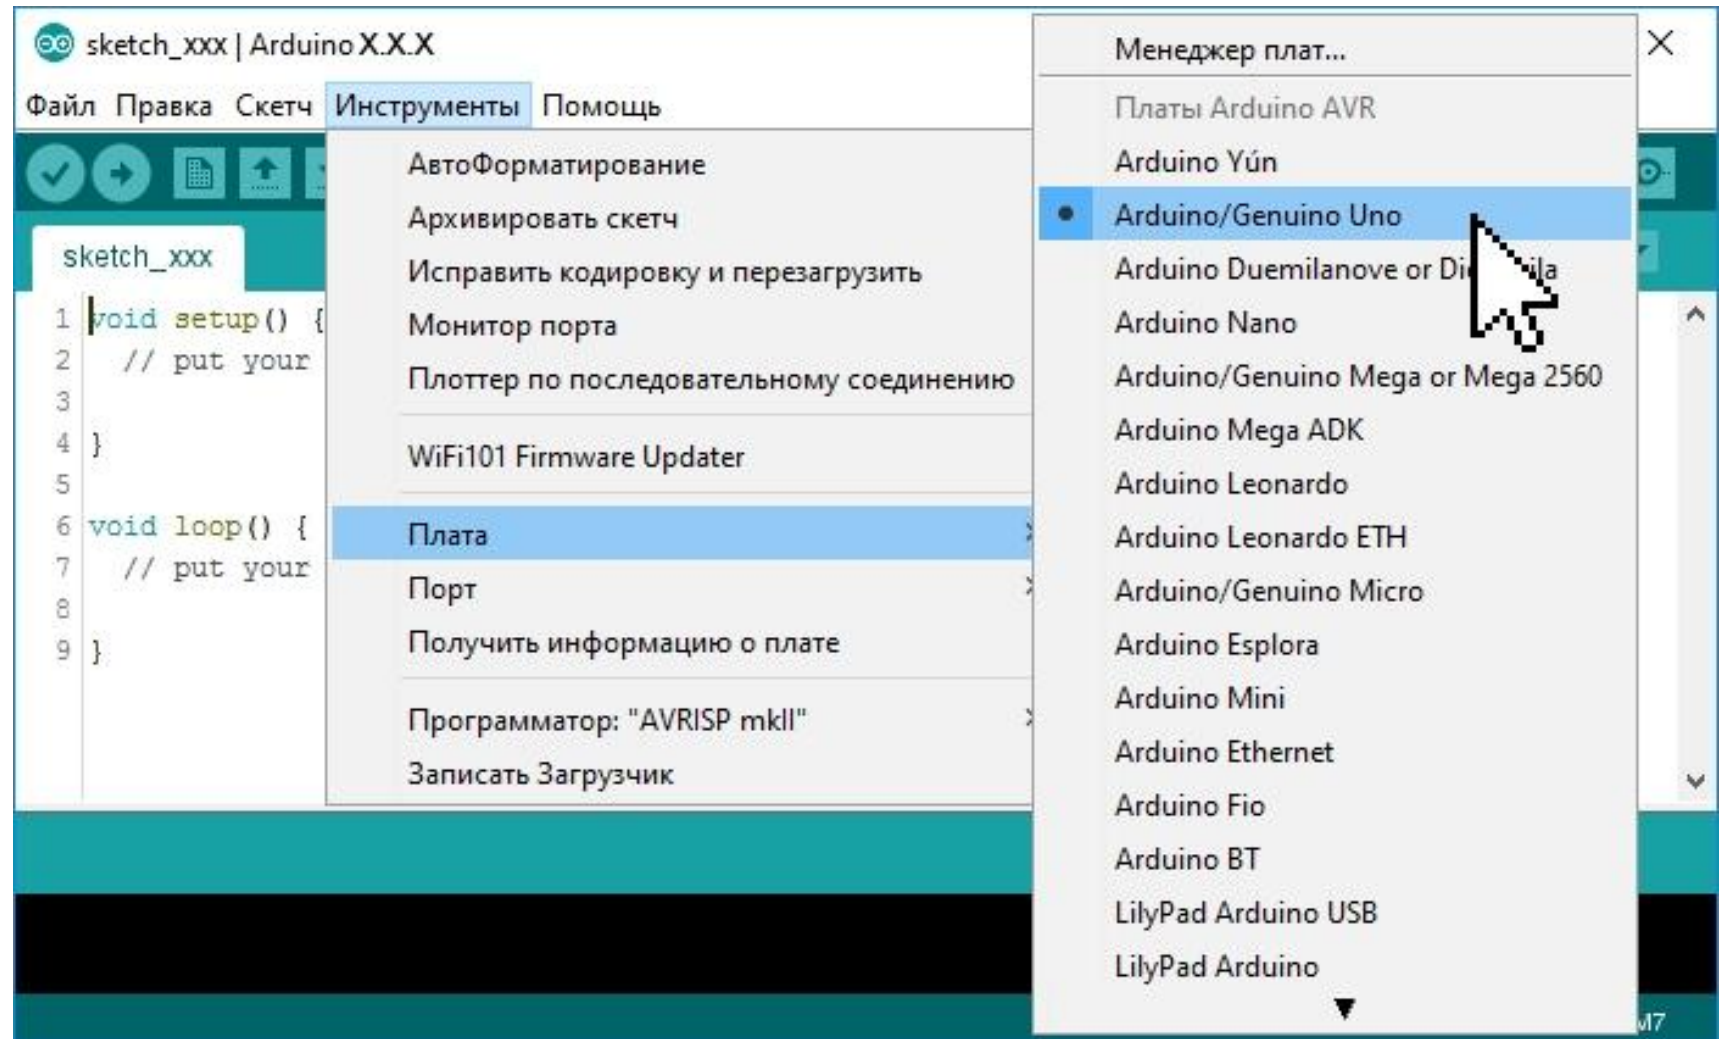 sketch_xxx | Arduino X.X.X
Файл Правка Скетч Инструменты Помощь
sketch_xxx
1 void setup() {
2 // put your
3
4 }
5
6 void loop() {
7 // put your
8
9 }
АвтоФорматирование
Архивировать скетч
Исправить кодировку и перезагрузить
Монитор порта
Плоттер по последовательному соединению
WiFi101 Firmware Updater
Плата
Порт
Получить информацию о плате
Программатор: "AVRISP mkII"
Записать Загрузчик
Менеджер плат...
Платы Arduino AVR
Arduino Yún
Arduino/Genuino Uno
Arduino Duemilanove or
Arduino Nano
Arduino/Genuino Mega or Mega 2560
Arduino Mega ADK
Arduino Leonardo
Arduino Leonardo ETH
Arduino/Genuino Micro
Arduino Esplora
Arduino Mini
Arduino Ethernet
Arduino Fio
Arduino BT
LilyPad Arduino USB
LilyPad Arduino